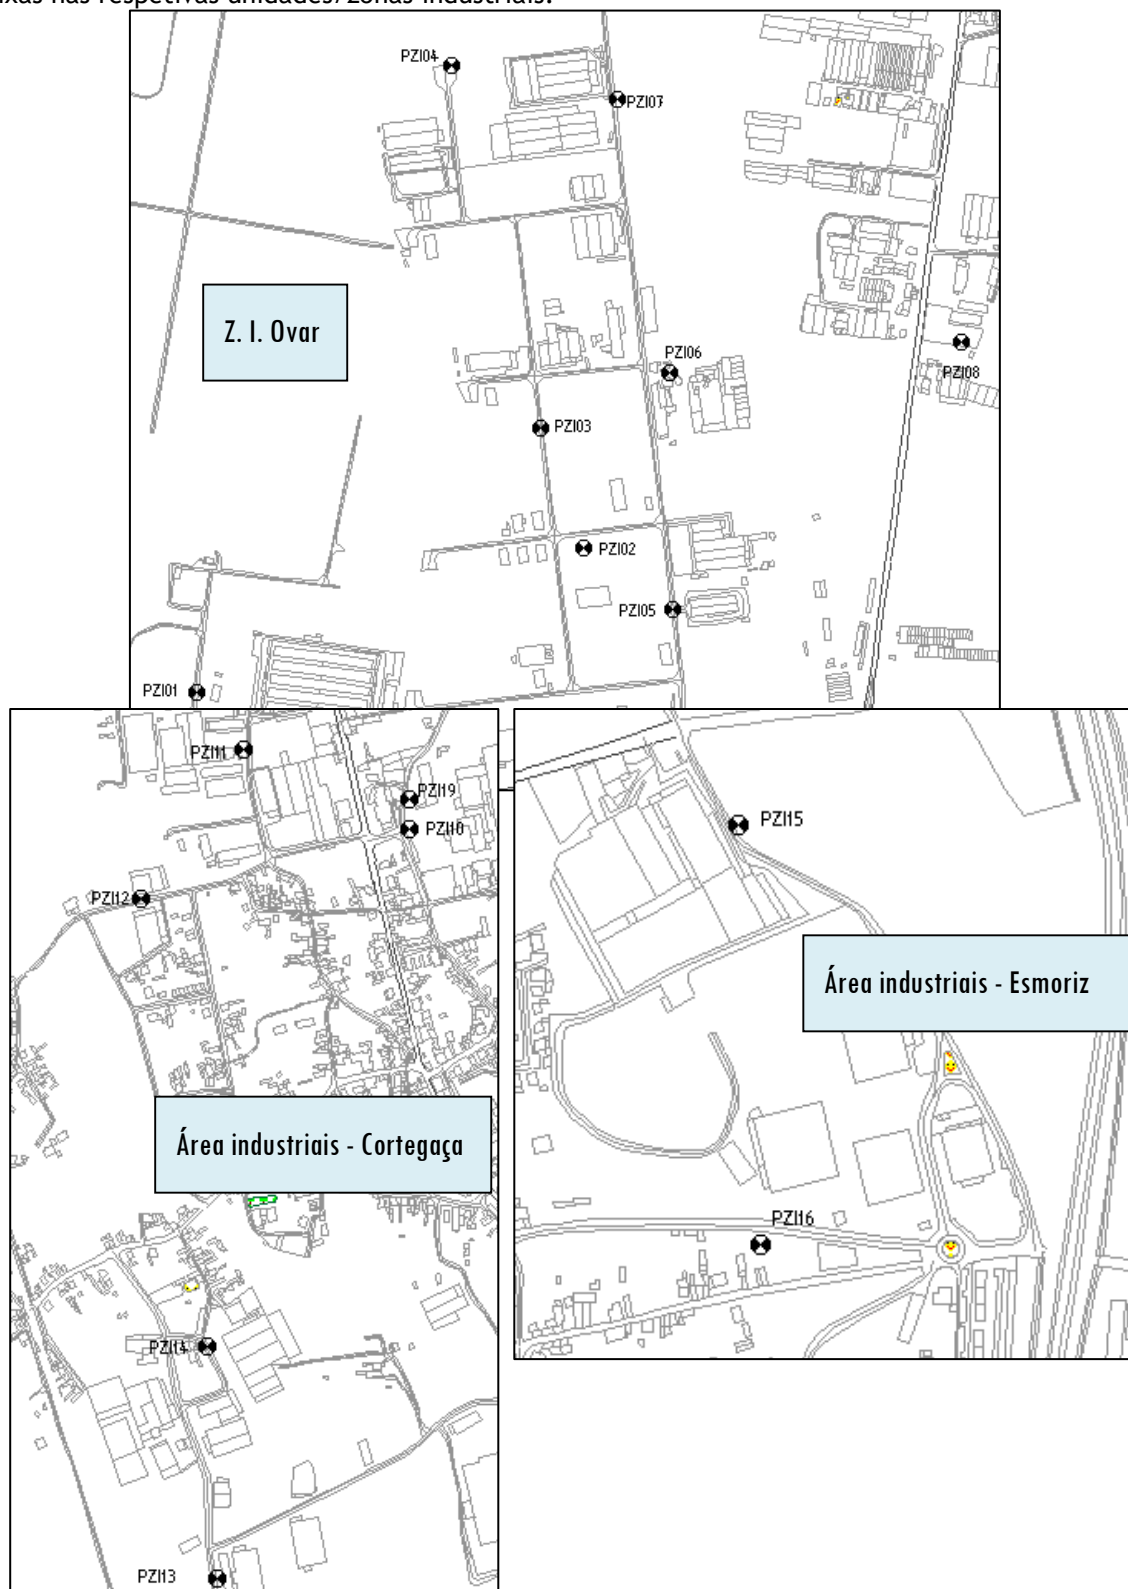 xas nas respetivas unidades/zonas industriais.
PZI04
PZI07
Z. I. Ovar
PZI06
PZI08
PZI03
PZI02
PZI05
PZI01
PZI11
PZI19
PZI10
PZI15
PZI12
Área industriais - Esmoriz
Área industriais - Cortegaça
PZI16
PZI14
PZI13